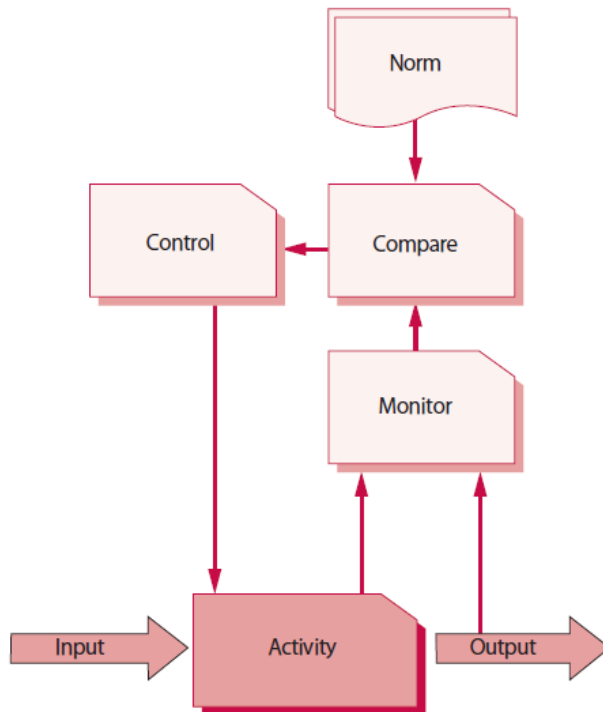 Norm
Control
Compare
Monitor
Input
Activity
Output